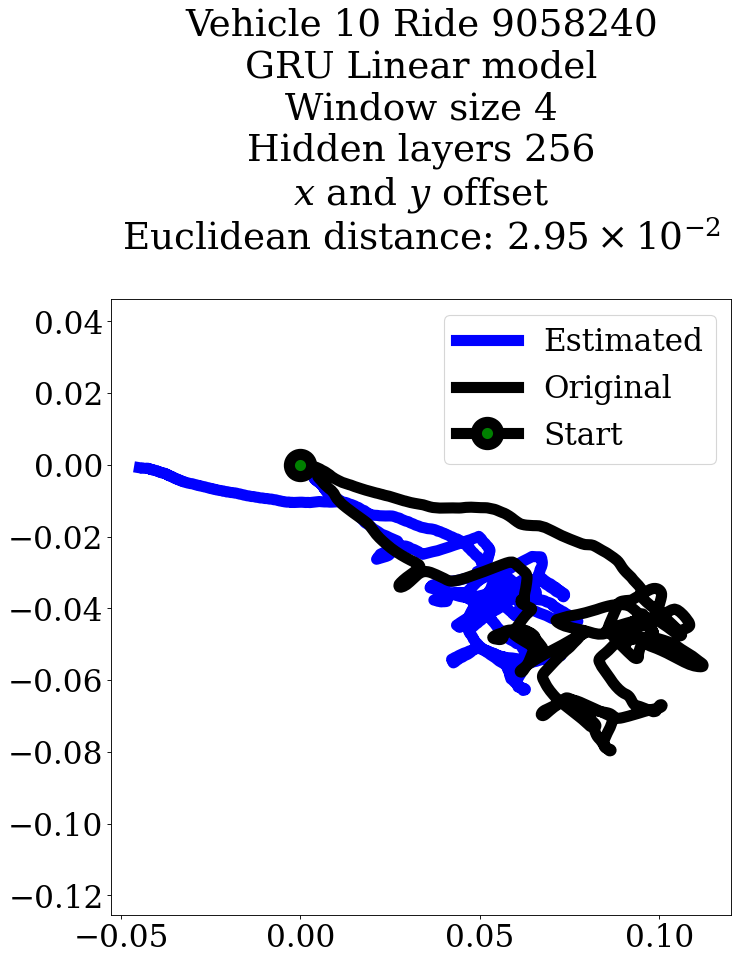 Vehicle 10 Ride 9058240
GRU Linear model
Window size 4
Hidden layers 256
x and y offset
Euclidean distance: 2.95 × 10⁻²
Estimated
Original
Start
0.04
0.02
0.00
−0.02
−0.04
−0.06
−0.08
−0.10
−0.12
−0.05 0.00 0.05 0.10